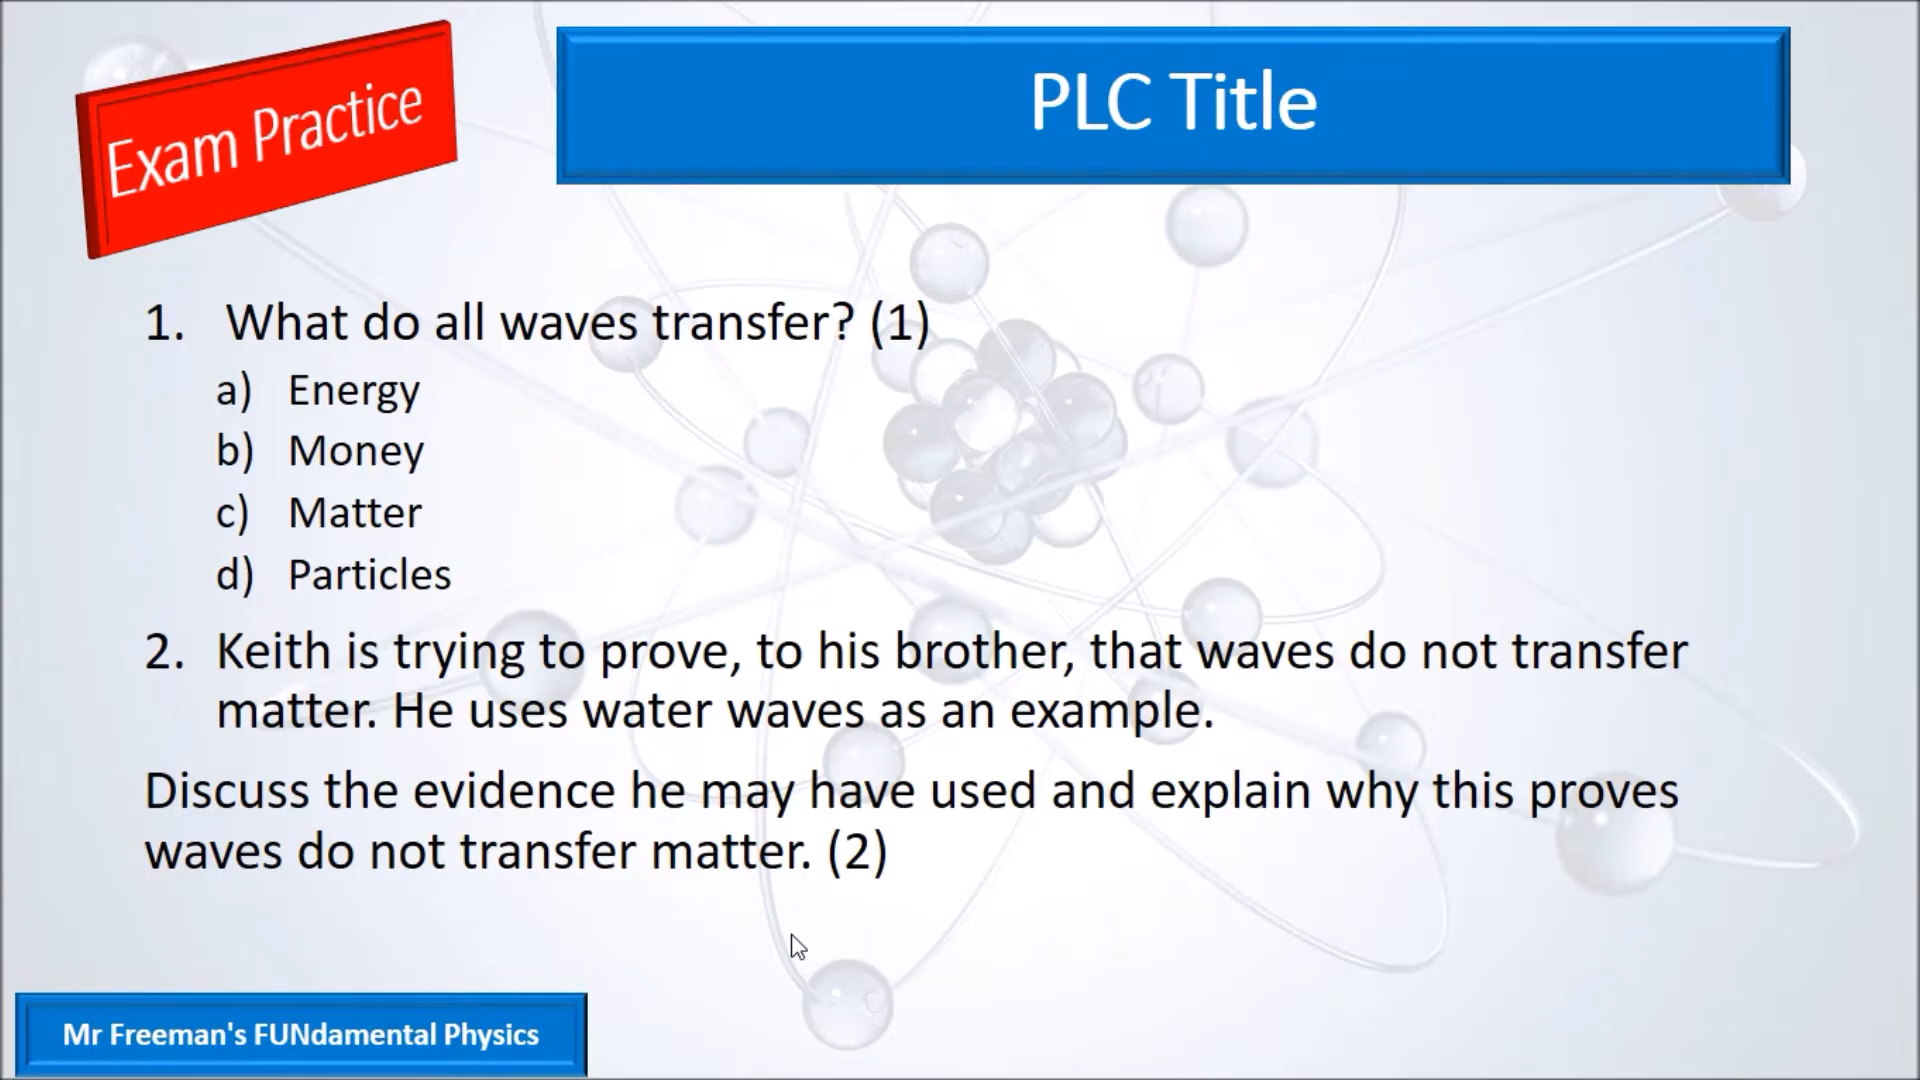 Exam Practice
PLC Title
1. What do all waves transfer? (1)
a) Energy
b) Money
c) Matter
d) Particles
2. Keith is trying to prove, to his brother, that waves do not transfer
matter. He uses water waves as an example.
Discuss the evidence he may have used and explain why this proves
waves do not transfer matter. (2)
Mr Freeman's FUNdamental Physics